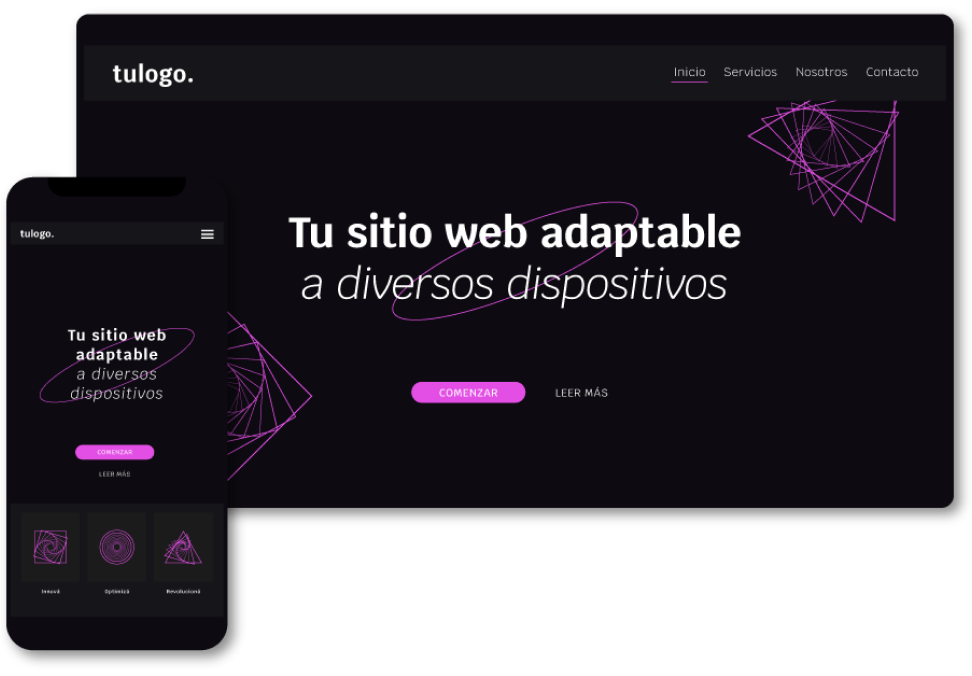 tulogo.
Inicio Servicios Nosotros Contacto
Tu sitio web adaptable
a diversos dispositivos
COMENZAR LEER MÁS
tulogo.
Tu sitio web
adaptable
a diversos
dispositivos
COMENZAR
LEER MÁS
Innová Optimizá Revolucioná